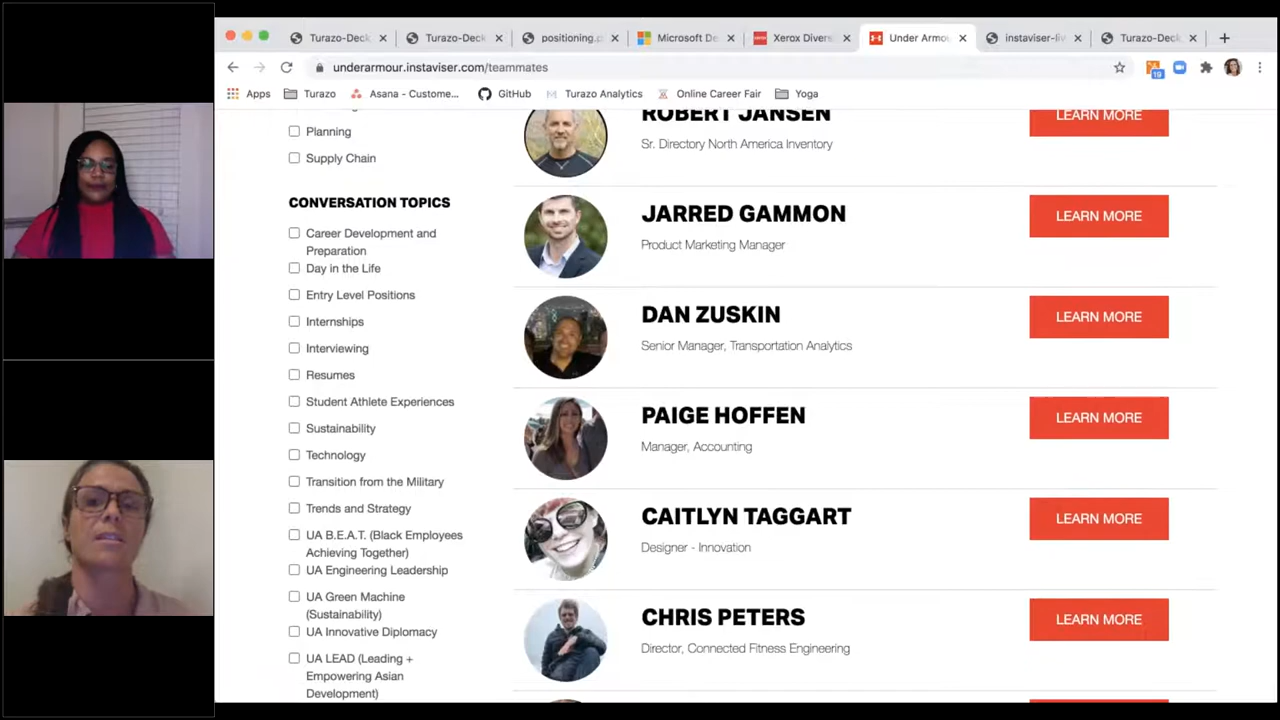 Turazo-Deck
Turazo-Deck
positioning.p
Microsoft De
Xerox Divers
Under Armou
instaviser-liv
Turazo-Deck
underarmour.instaviser.com/teammates
19
Apps
Turazo
Asana - Custome...
GitHub
Turazo Analytics
Online Career Fair
Yoga
Planning
Supply Chain
CONVERSATION TOPICS
Career Development and
Preparation
Day in the Life
Entry Level Positions
Internships
Interviewing
Resumes
Student Athlete Experiences
Sustainability
Technology
Transition from the Military
Trends and Strategy
UA B.E.A.T. (Black Employees
Achieving Together)
UA Engineering Leadership
UA Green Machine
(Sustainability)
UA Innovative Diplomacy
UA LEAD (Leading +
Empowering Asian
Development)
ROBERT JANSEN
Sr. Directory North America Inventory
LEARN MORE
JARRED GAMMON
Product Marketing Manager
LEARN MORE
DAN ZUSKIN
Senior Manager, Transportation Analytics
LEARN MORE
PAIGE HOFFEN
Manager, Accounting
LEARN MORE
CAITLYN TAGGART
Designer - Innovation
LEARN MORE
CHRIS PETERS
Director, Connected Fitness Engineering
LEARN MORE